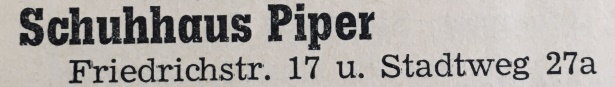 Schuhhaus Piper
Friedrichstr. 17 u. Stadtweg 27a